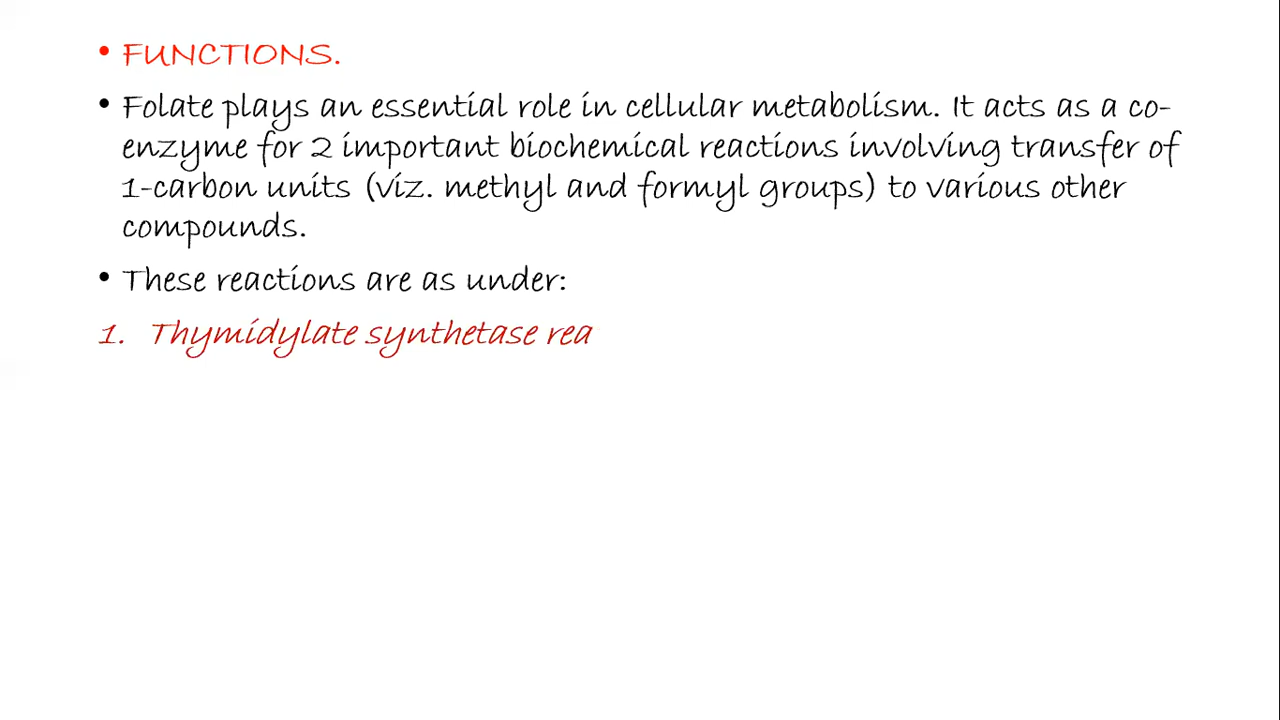 • FUNCTIONS.
• Folate plays an essential role in cellular metabolism. It acts as a co-
enzyme for 2 important biochemical reactions involving transfer of
1-carbon units (viz. methyl and formyl groups) to various other
compounds.
• These reactions are as under:
1. Thymidylate synthetase rea